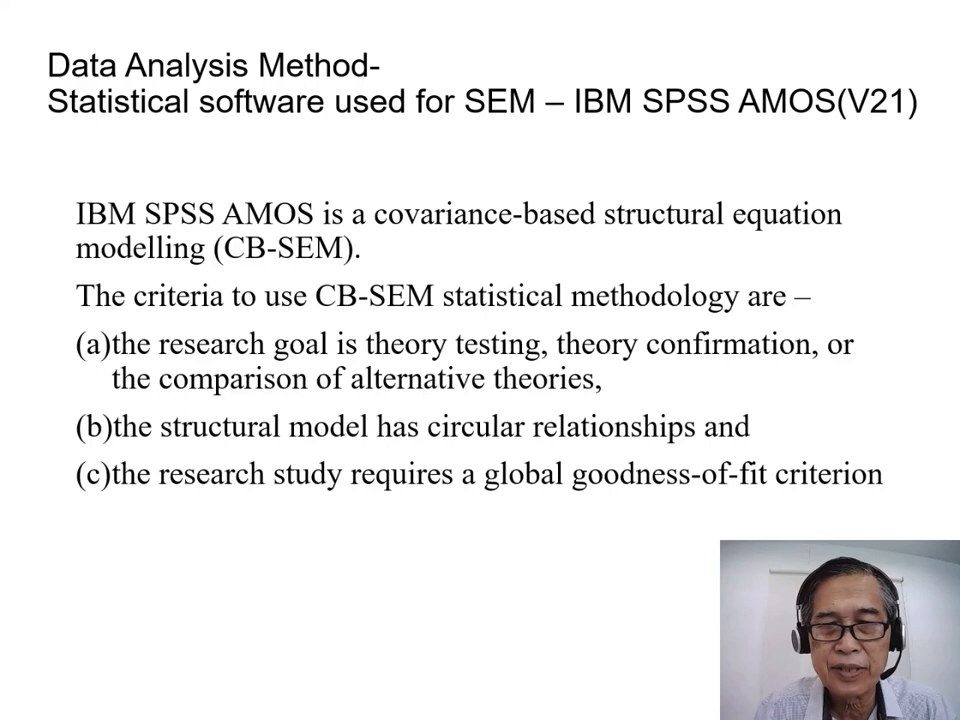 Data Analysis Method-
Statistical software used for SEM – IBM SPSS AMOS(V21)
IBM SPSS AMOS is a covariance-based structural equation
modelling (CB-SEM).
The criteria to use CB-SEM statistical methodology are –
(a)the research goal is theory testing, theory confirmation, or
the comparison of alternative theories,
(b)the structural model has circular relationships and
(c)the research study requires a global goodness-of-fit criterion